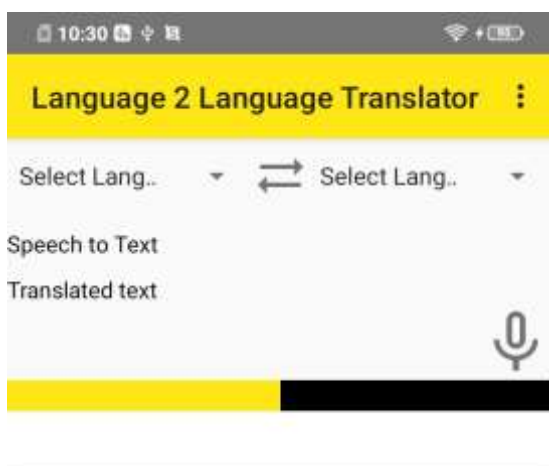 10:30
Language 2 Language Translator
Select Lang.. Select Lang..
Speech to Text
Translated text